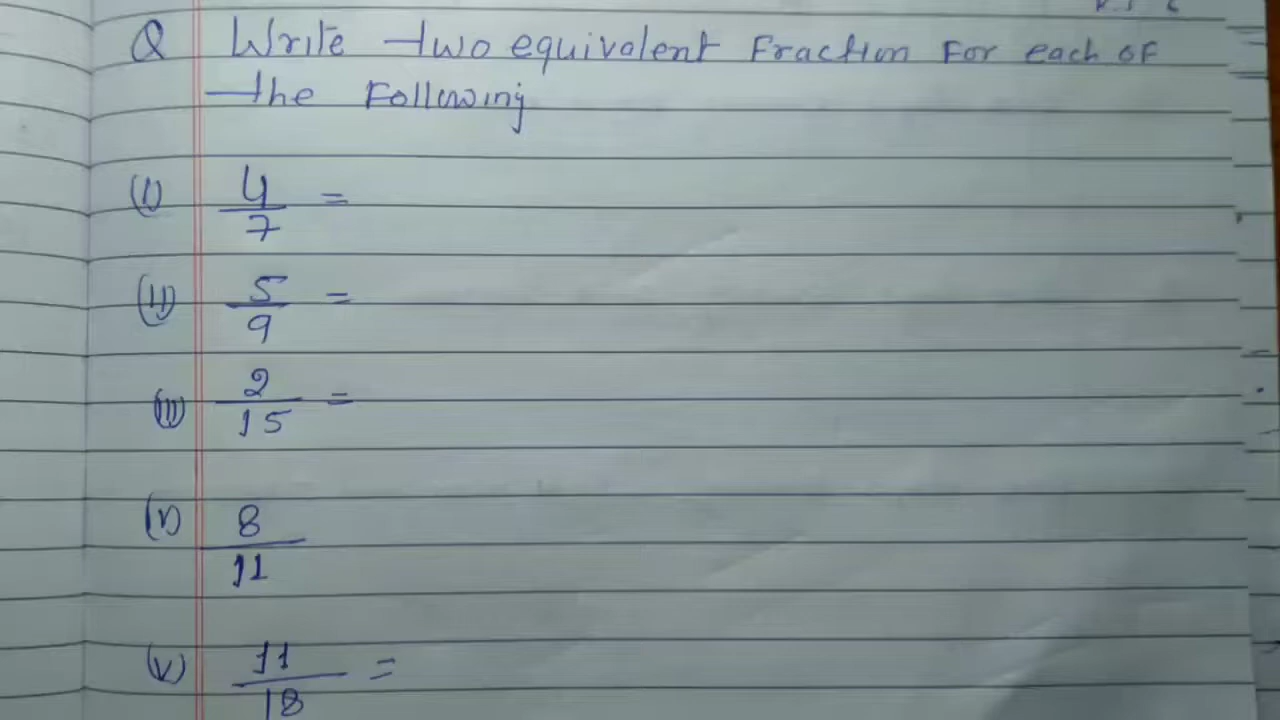 Q Write two equivalent Fraction For each of
the Following
(I) 4/7 =
(II) 5/9 =
(III) 2/15 =
(V) 8/11
(V) 11/18 =